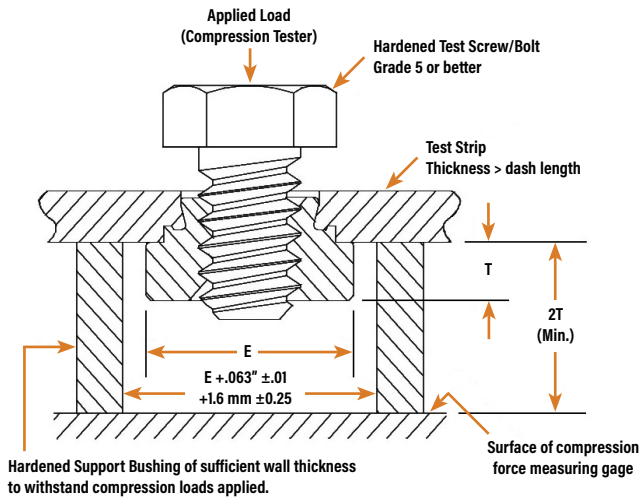 Applied Load
(Compression Tester)
Hardened Test Screw/Bolt
Grade 5 or better
Test Strip
Thickness > dash length
T
2T
(Min.)
E
E +.063” ±.01
+1.6 mm ±0.25
Hardened Support Bushing of sufficient wall thickness
to withstand compression loads applied.
Surface of compression
force measuring gage